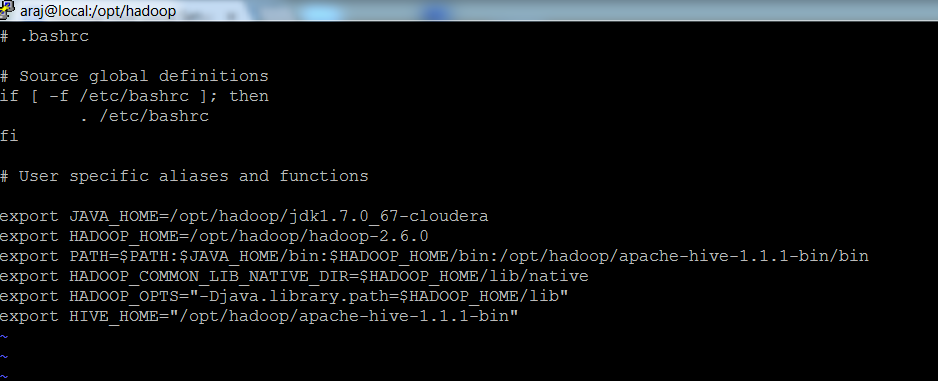 araj@local:/opt/hadoop
# .bashrc
# Source global definitions
if [ -f /etc/bashrc ]; then
        . /etc/bashrc
fi
# User specific aliases and functions
export JAVA_HOME=/opt/hadoop/jdk1.7.0_67-cloudera
export HADOOP_HOME=/opt/hadoop/hadoop-2.6.0
export PATH=$PATH:$JAVA_HOME/bin:$HADOOP_HOME/bin:/opt/hadoop/apache-hive-1.1.1-bin/bin
export HADOOP_COMMON_LIB_NATIVE_DIR=$HADOOP_HOME/lib/native
export HADOOP_OPTS="-Djava.library.path=$HADOOP_HOME/lib"
export HIVE_HOME="/opt/hadoop/apache-hive-1.1.1-bin"
~
~
~